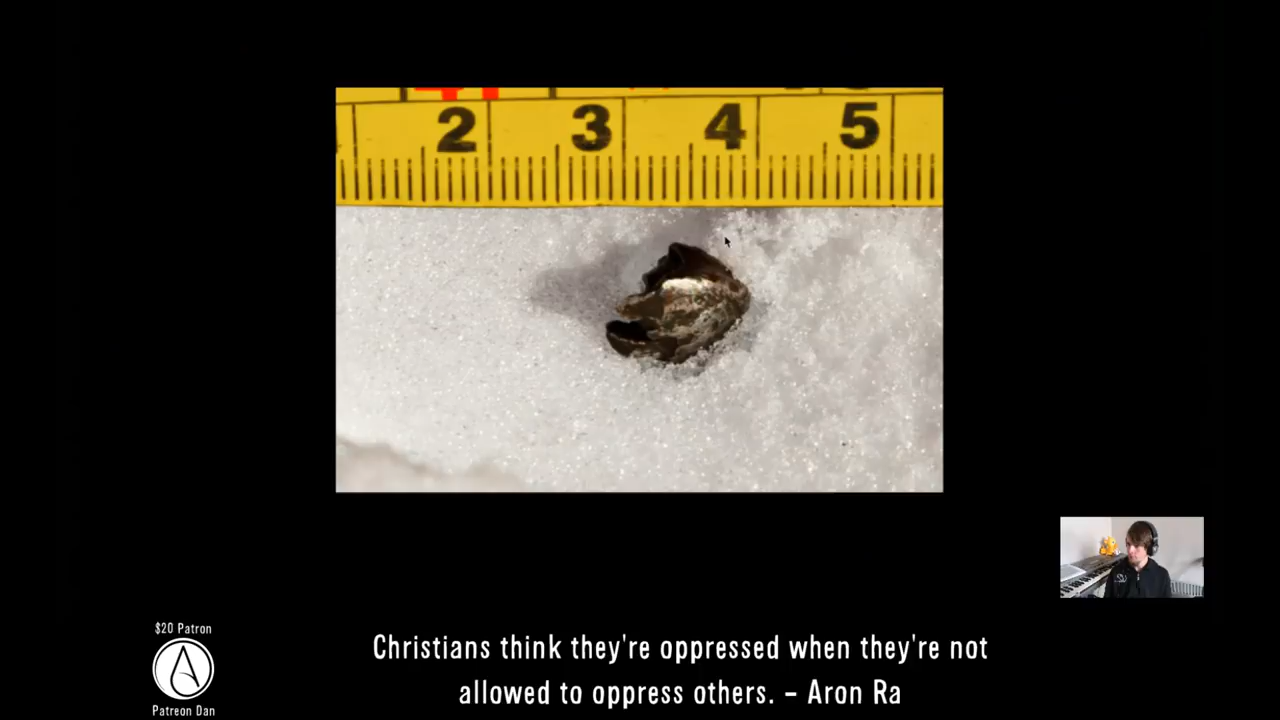 2 3 4 5
$20 Patron
Patreon Dan
Christians think they're oppressed when they're not
allowed to oppress others. – Aron Ra